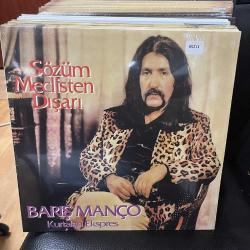 Sözüm
Meclisten
Dışarı
BARIŞ MANÇO
Kurtalan Ekspres